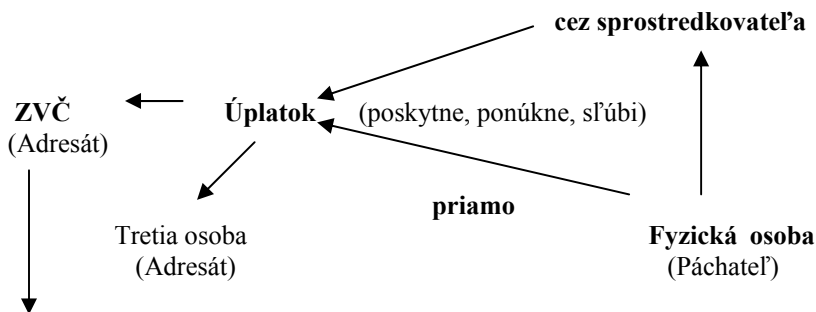 cez sprostredkovateľa
ZVČ Úplatok (poskytne, ponúkne, sľúbi)
(Adresát)
priamo
Tretia osoba Fyzická osoba
(Adresát) (Páchateľ)